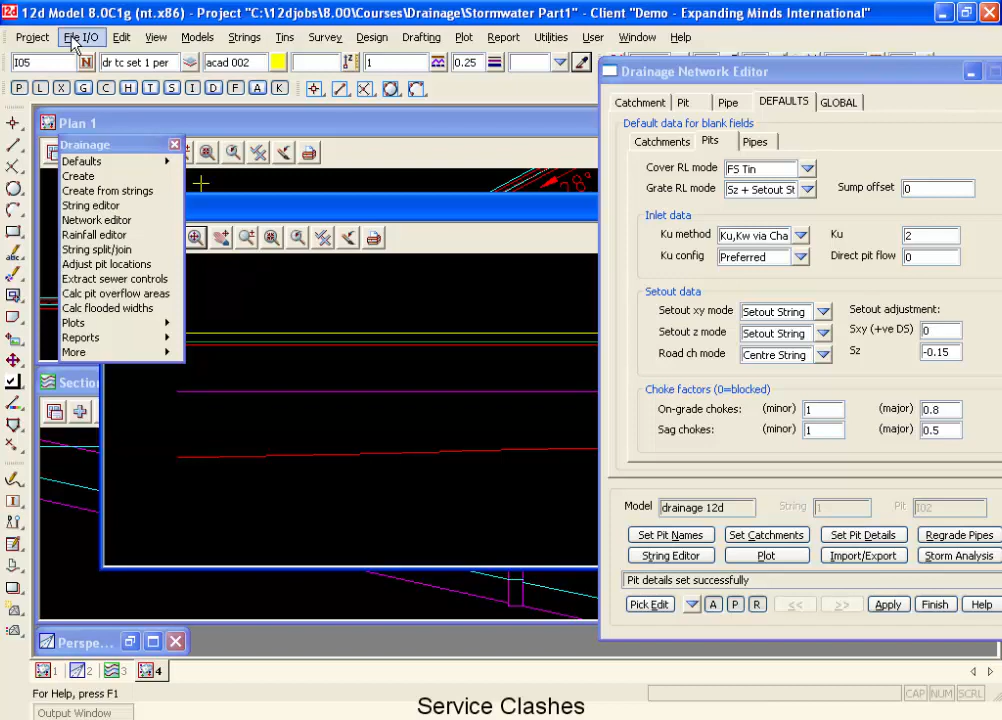 12d Model 8.0C1g (nt.x86) - Project "C:\12djobs\8.00\Courses\Drainage\Stormwater Part1" - Client "Demo - Expanding Minds International"
Project File I/O Edit View Models Strings Tins Survey Design Drafting Plot Report Utilities User Window Help
I05 N dr tc set 1 per acad 002 1 0.25
P L X G C H T S I D F A K
Plan 1
Drainage
Defaults
Create
Create from strings
String editor
Network editor
Rainfall editor
String split/join
Adjust pit locations
Extract sewer controls
Calc pit overflow areas
Calc flooded widths
Plots
Reports
More
Section
78°
Drainage Network Editor
Catchment Pit Pipe DEFAULTS GLOBAL
Default data for blank fields
Catchments Pits Pipes
Cover RL mode FS Tin
Grate RL mode Sz + Setout St Sump offset 0
Inlet data
Ku method Ku,Kw via Cha Ku 2
Ku config Preferred Direct pit flow 0
Setout data
Setout xy mode Setout String Setout adjustment:
Setout z mode Setout String Sxy (+ve DS) 0
Road ch mode Centre String Sz -0.15
Choke factors (0=blocked)
On-grade chokes: (minor) 1 (major) 0.8
Sag chokes: (minor) 1 (major) 0.5
Model drainage 12d String 1 Pit I02
Set Pit Names Set Catchments Set Pit Details Regrade Pipes
String Editor Plot Import/Export Storm Analysis
Pit details set successfully
Pick Edit A P R << >> Apply Finish Help
Perspe...
1 2 3 4
For Help, press F1
CAP NUM SCRL
Output Window
Service Clashes